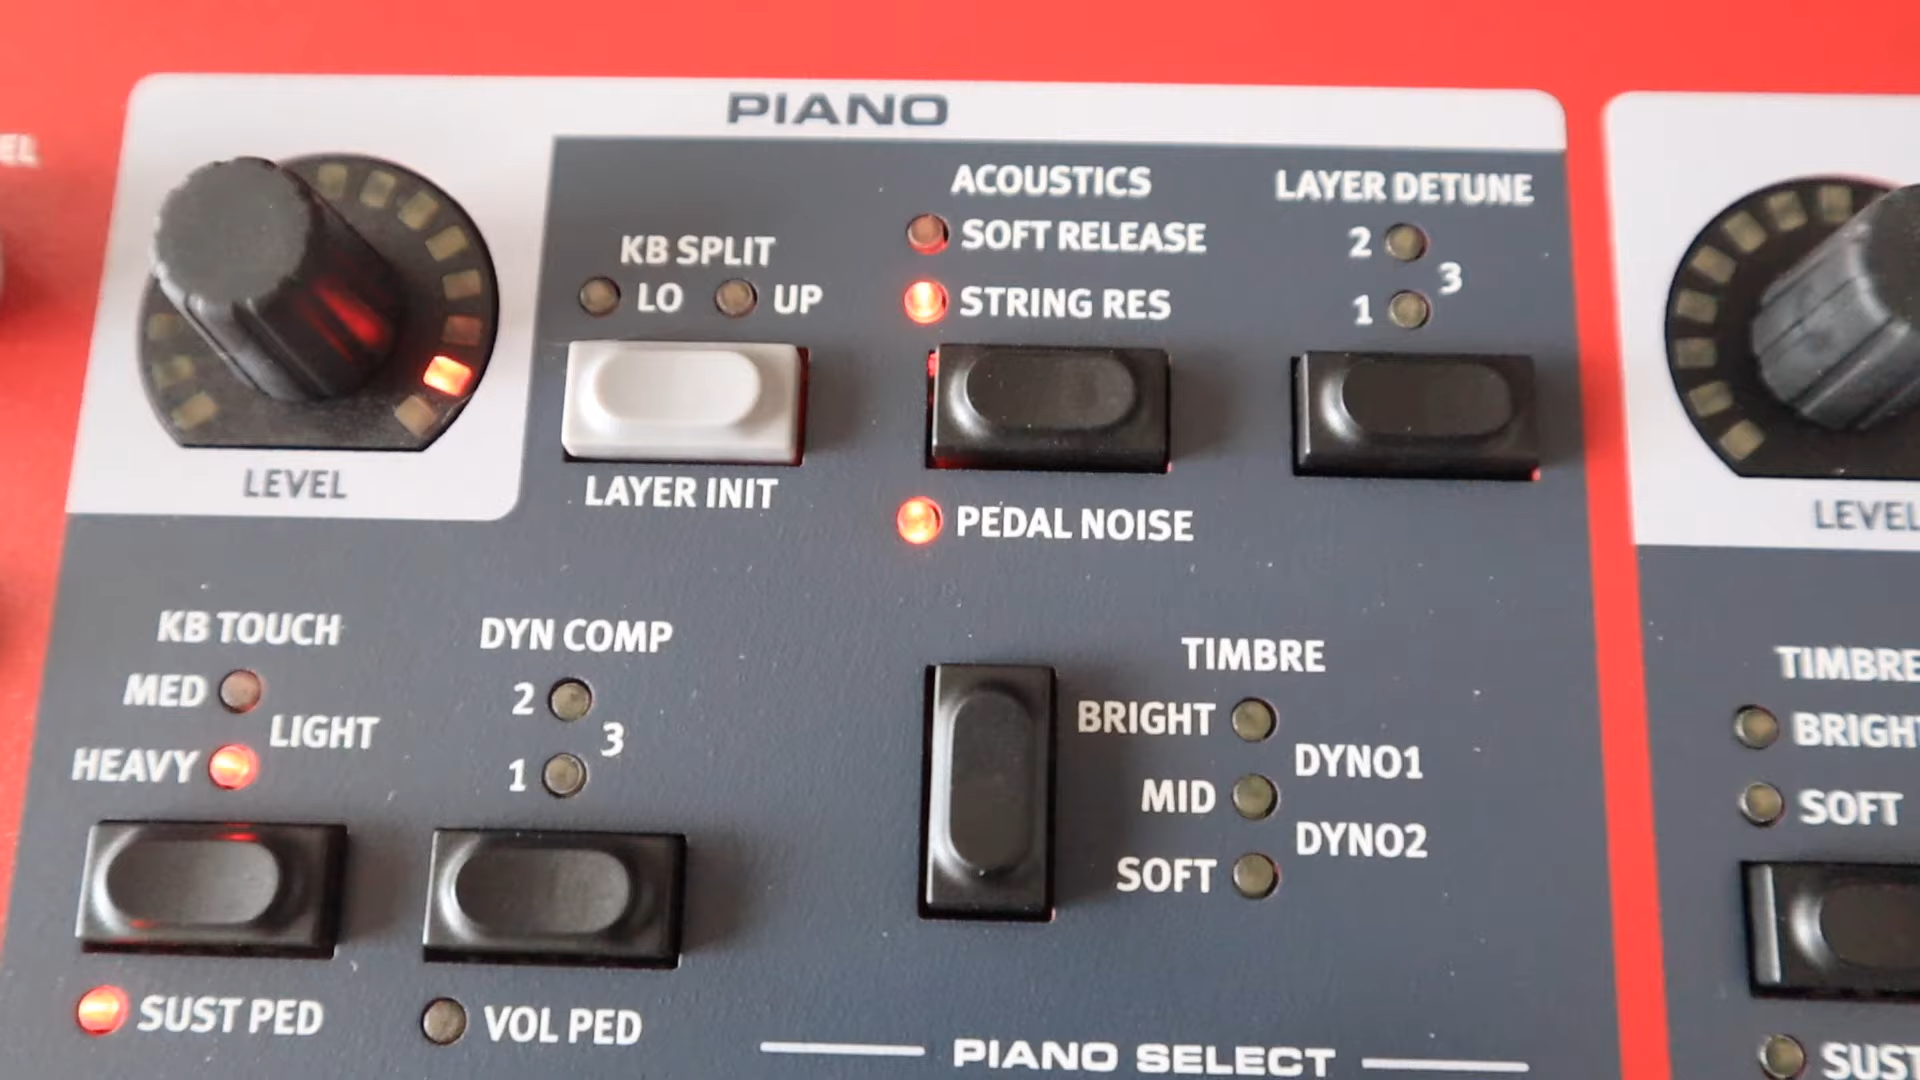 PIANO
ACOUSTICS
LAYER DETUNE
SOFT RELEASE
2
KB SPLIT
3
LO
UP
STRING RES
1
LEVEL
LAYER INIT
PEDAL NOISE
LEVEL
KB TOUCH
DYN COMP
TIMBRE
TIMBRE
MED
2
BRIGHT
BRIGHT
LIGHT
3
DYNO1
HEAVY
1
MID
SOFT
DYNO2
SOFT
SUST PED
VOL PED
PIANO SELECT
SUST